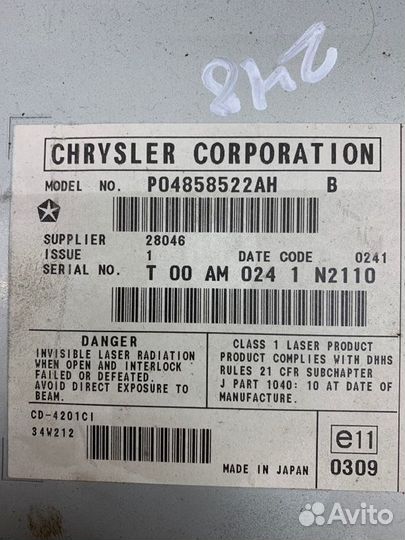 248
CHRYSLER CORPORATION
MODEL NO. P04858522AH B
SUPPLIER 28046
ISSUE 1 DATE CODE 0241
SERIAL NO. T 00 AM 024 1 N2110
DANGER
INVISIBLE LASER RADIATION
WHEN OPEN AND INTERLOCK
FAILED OR DEFEATED.
AVOID DIRECT EXPOSURE TO
BEAM.
CLASS 1 LASER PRODUCT
PRODUCT COMPLIES WITH DHHS
RULES 21 CFR SUBCHAPTER
J PART 1040: 10 AT DATE OF
MANUFACTURE.
CD-4201CI
34W212
MADE IN JAPAN
e11
0309
Avito